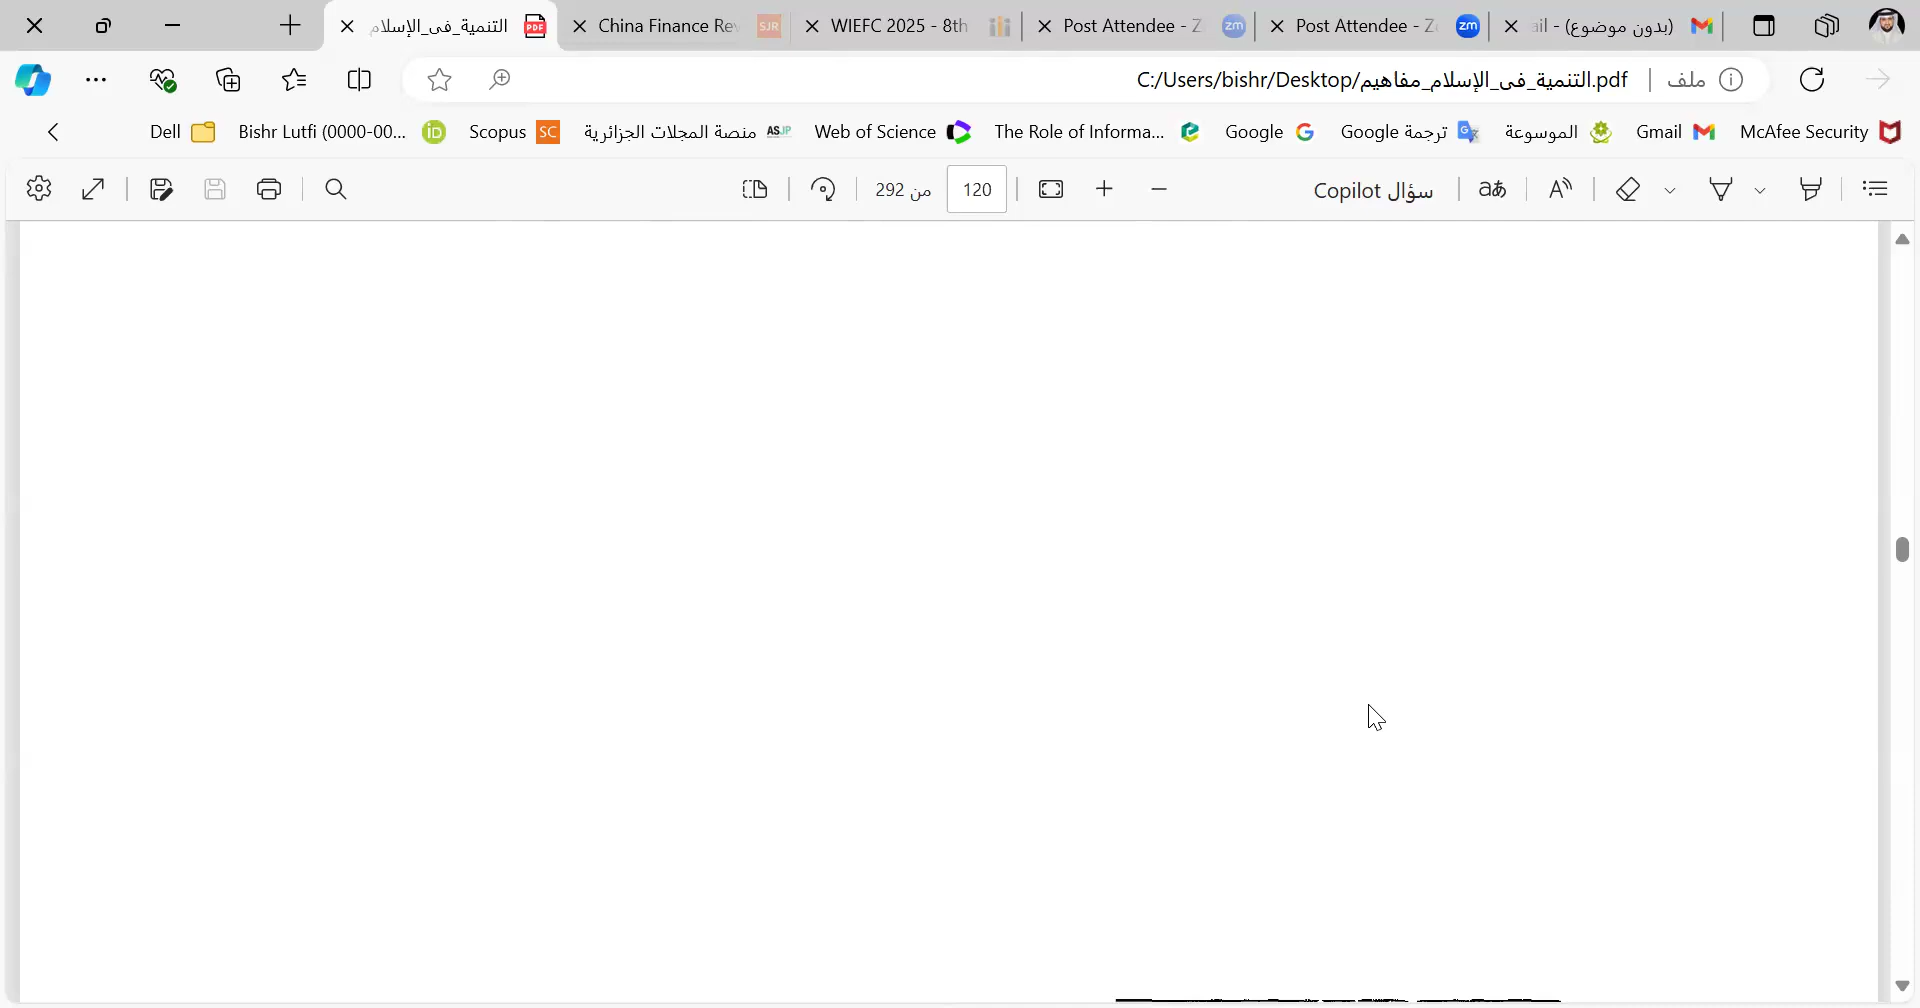 التنمية_فى_الإسلام
China Finance Rev
WIEFC 2025 - 8th
Post Attendee - Z
Post Attendee - Zo
(بدون موضوع) - ail
C:/Users/bishr/Desktop/التنمية_فى_الإسلام_مفاهيم.pdf
ملف
Dell
Bishr Lutfi (0000-00...
Scopus
منصة المجلات الجزائرية
Web of Science
The Role of Informa...
Google
ترجمة Google
الموسوعة
Gmail
McAfee Security
292 من 120
سؤال Copilot